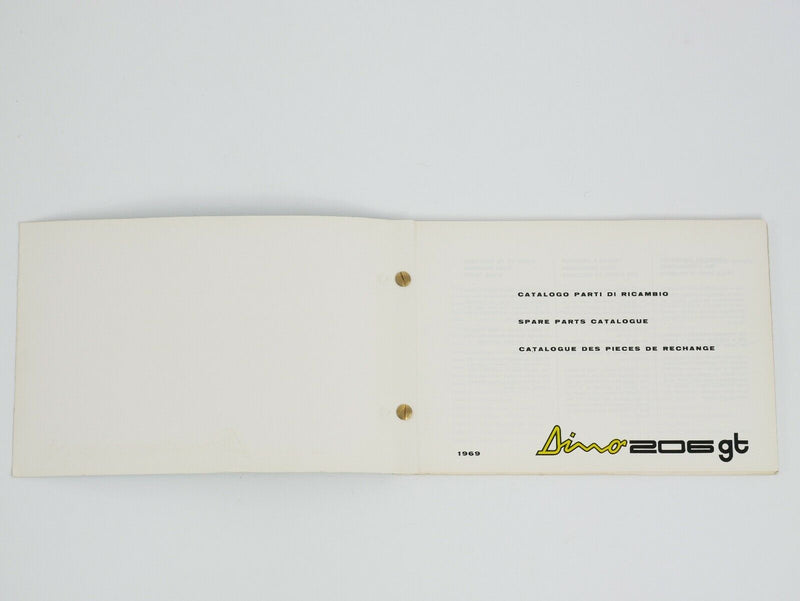 CATALOGO PARTI DI RICAMBIO
SPARE PARTS CATALOGUE
CATALOGUE DES PIECES DE RECHANGE
1969 Dino 206 gt